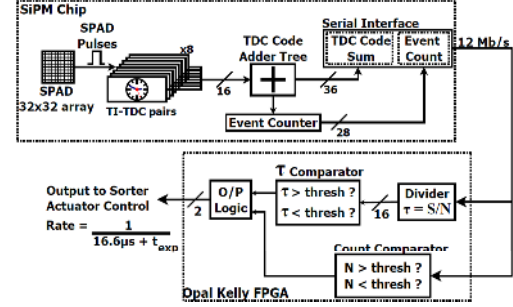 SiPM Chip
SPAD
Pulses
x8
SPAD
32x32 array
TI-TDC pairs
16
TDC Code
Adder Tree
+
36
Event Counter
28
Serial Interface
TDC Code
Sum
Event
Count
12 Mb/s
Output to Sorter
Actuator Control
Rate = 1
16.6µs + t exp
2
O/P
Logic
τ Comparator
τ > thresh ?
τ < thresh ?
16
Divider
τ = S/N
Count Comparator
N > thresh ?
N < thresh ?
Opal Kelly FPGA